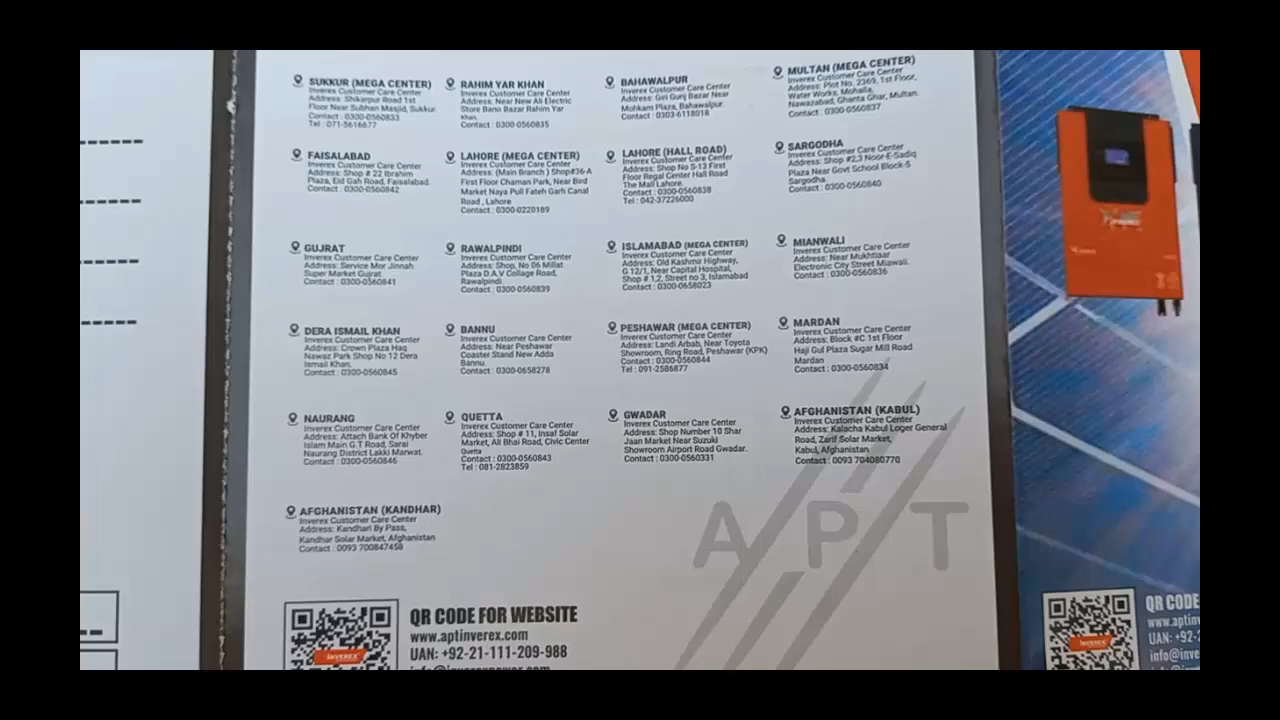 SUKKUR (MEGA CENTER)
Inverex Customer Care Center
Address: Shikarpur Road 1st
Floor Near Subhan Masjid, Sukkur.
Contact : 0300-0560833
Tel : 071-5616677
RAHIM YAR KHAN
Inverex Customer Care Center
Address: Near New Ali Electric
Store Bano Bazar Rahim Yar
Khan.
Contact : 0300-0560835
BAHAWALPUR
Inverex Customer Care Center
Address: Giri Gunj Bazar Near
Mohkam Plaza, Bahawalpur.
Contact : 0303-6118018
MULTAN (MEGA CENTER)
Inverex Customer Care Center
Address: Plot No. 2369, 1st Floor,
Water Works, Mohalla,
Nawazabad, Ghanta Ghar, Multan.
Contact : 0300-0560837
FAISALABAD
Inverex Customer Care Center
Address: Shop # 22 Ibrahim
Plaza, Eid Gah Road, Faisalabad.
Contact : 0300-0560842
LAHORE (MEGA CENTER)
Inverex Customer Care Center
Address. (Main Branch ) Shop#36-A
First Floor Chaman Park, Near Bird
Market Naya Pull Fateh Garh Canal
Road , Lahore
Contact : 0300-0220189
LAHORE (HALL ROAD)
Inverex Customer Care Center
Address: Shop No S-13 First
Floor Regal Center Hall Road
The Mall Lahore.
Contact : 0300-0560838
Tel : 042-37226000
SARGODHA
Inverex Customer Care Center
Address: Shop #2,3 Noor-E-Sadiq
Plaza Near Govt School Block-5
Sargodha.
Contact : 0300-0560840
GUJRAT
Inverex Customer Care Center
Address: Service Mor Jinnah
Super Market Gujrat.
Contact : 0300-0560841
RAWALPINDI
Inverex Customer Care Center
Address: Shop, No 06 Millat
Plaza D.A.V Collage Road,
Rawalpindi
Contact : 0300-0560839
ISLAMABAD (MEGA CENTER)
Inverex Customer Care Center
Address: Old Kashmir Highway,
G 12/1, Near Capital Hospital,
Shop # 1,2, Street no 3, Islamabad
Contact : 0300-0658023
MIANWALI
Inverex Customer Care Center
Address: Near Mukhtiaar
Electronic City Street Miawali.
Contact : 0300-0560836
DERA ISMAIL KHAN
Inverex Customer Care Center
Address: Crown Plaza Haq
Nawaz Park Shop No 12 Dera
Ismail Khan.
Contact : 0300-0560845
BANNU
Inverex Customer Care Center
Address: Near Peshawar
Coaster Stand New Adda
Bannu.
Contact : 0300-0658278
PESHAWAR (MEGA CENTER)
Inverex Customer Care Center
Address: Landi Arbab, Near Toyota
Showroom, Ring Road, Peshawar (KPK)
Contact : 0300-0560844
Tel : 091-2586877
MARDAN
Inverex Customer Care Center
Address: Block #C 1st Floor
Haji Gul Plaza Sugar Mill Road
Mardan
Contact : 0300-0560834
NAURANG
Inverex Customer Care Center
Address: Attach Bank Of Khyber
Islam Main G.T Road, Sarai
Naurang District Lakki Marwat.
Contact : 0300-0560846
QUETTA
Inverex Customer Care Center
Address: Shop # 11, Insaf Solar
Market, Ali Bhai Road, Civic Center
Quetta
Contact : 0300-0560843
Tel : 081-2823859
GWADAR
Inverex Customer Care Center
Address: Shop Number 10 Shar
Jaan Market Near Suzuki
Showroom Airport Road Gwadar.
Contact : 0300-0560331
AFGHANISTAN (KABUL)
Inverex Customer Care Center
Address: Kalacha Kabul Loger General
Road, Zarif Solar Market,
Kabul, Afghanistan
Contact : 0093 704080770
AFGHANISTAN (KANDHAR)
Inverex Customer Care Center
Address: Kandhari By Pass,
Kandhar Solar Market, Afghanistan
Contact : 0093 700847458
APT
QR CODE FOR WEBSITE
www.aptinverex.com
UAN: +92-21-111-209-988
info@inverexpower.com
INVEREX
QR CODE
www.aptinv
UAN: +92-2
info@inve
INVEREX